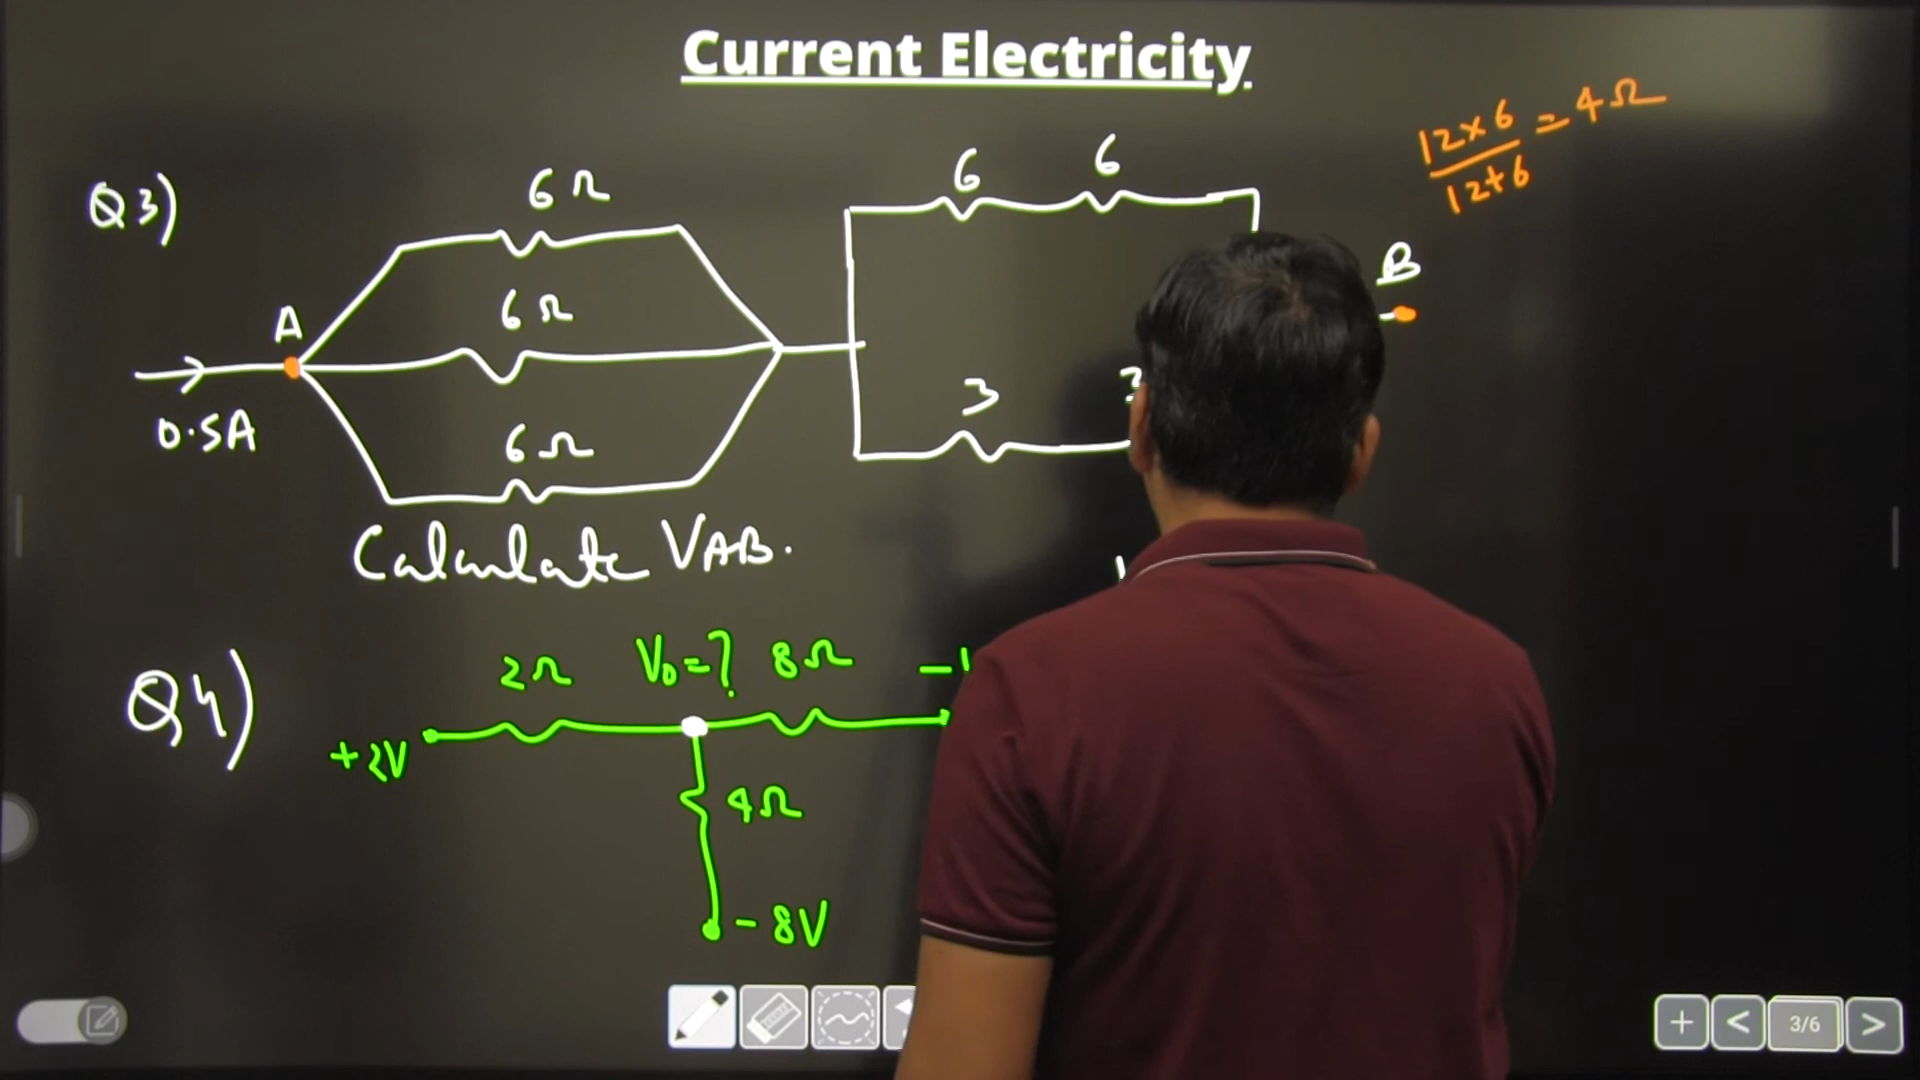 Current Electricity
12×6/12+6 = 4Ω
Q3)
6Ω
6 6
6Ω
A
B
0.5A
6Ω
3 3
Calculate VAB.
Q4)
2Ω V₀=? 8Ω
+2V
4Ω
-8V
3/6